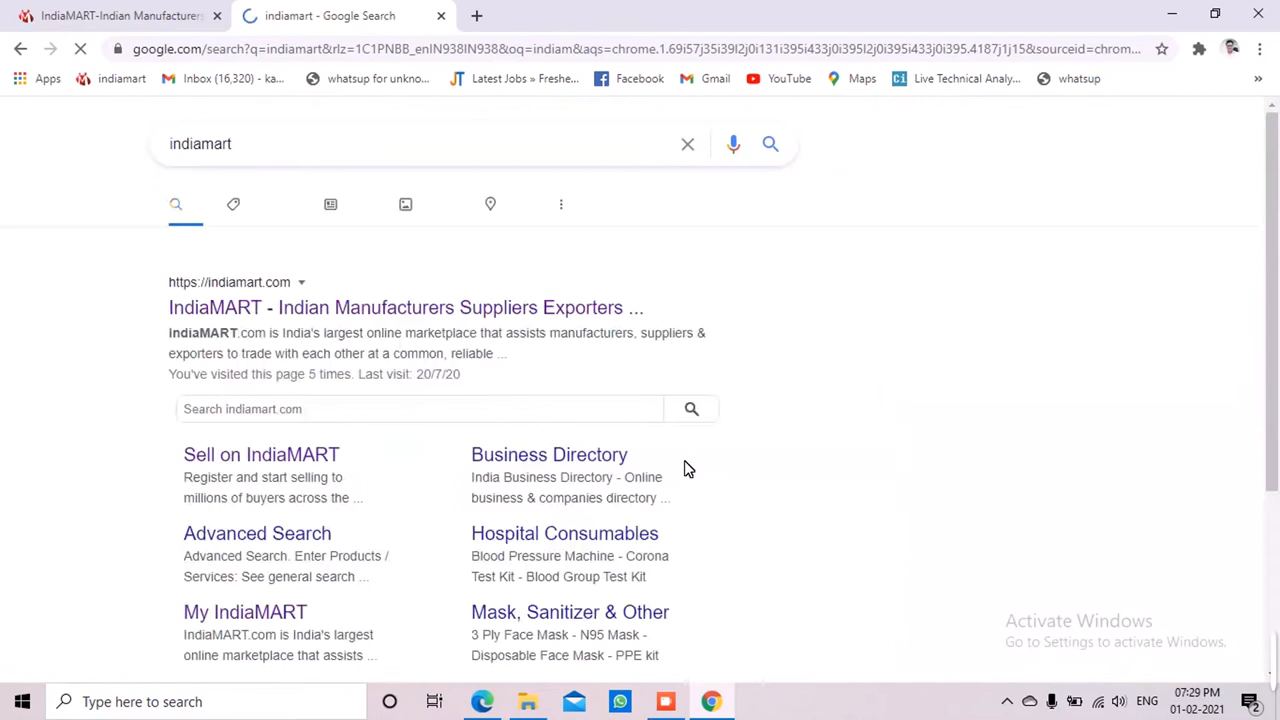 IndiaMART-Indian Manufacturers
indiamart - Google Search
google.com/search?q=indiamart&rlz=1C1PNBB_enIN938IN938&oq=indiam&aqs=chrome.1.69i57j35i39l2j0i131i395i433j0i395l2j0i395i433j0i395.4187j1j15&sourceid=chrom...
Apps indiamart Inbox (16,320) - ka... whatsup for unkno... Latest Jobs » Freshe... Facebook Gmail YouTube Maps Live Technical Analy... whatsup »
indiamart
https://indiamart.com
IndiaMART - Indian Manufacturers Suppliers Exporters ...
IndiaMART.com is India's largest online marketplace that assists manufacturers, suppliers &
exporters to trade with each other at a common, reliable ...
You've visited this page 5 times. Last visit: 20/7/20
Search indiamart.com
Sell on IndiaMART
Register and start selling to
millions of buyers across the ...
Business Directory
India Business Directory - Online
business & companies directory ...
Advanced Search
Advanced Search. Enter Products /
Services: See general search ...
Hospital Consumables
Blood Pressure Machine - Corona
Test Kit - Blood Group Test Kit
My IndiaMART
IndiaMART.com is India's largest
online marketplace that assists ...
Mask, Sanitizer & Other
3 Ply Face Mask - N95 Mask -
Disposable Face Mask - PPE kit
Activate Windows
Go to Settings to activate Windows.
Type here to search
ENG
07:29 PM
01-02-2021
2